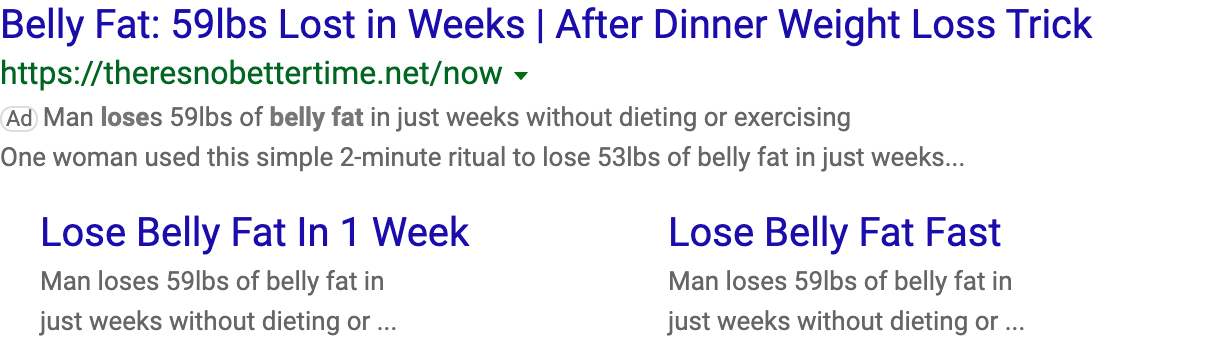 Belly Fat: 59lbs Lost in Weeks | After Dinner Weight Loss Trick
https://theresnobettertime.net/now
Ad Man loses 59lbs of belly fat in just weeks without dieting or exercising
One woman used this simple 2-minute ritual to lose 53lbs of belly fat in just weeks...
Lose Belly Fat In 1 Week
Man loses 59lbs of belly fat in
just weeks without dieting or ...
Lose Belly Fat Fast
Man loses 59lbs of belly fat in
just weeks without dieting or ...